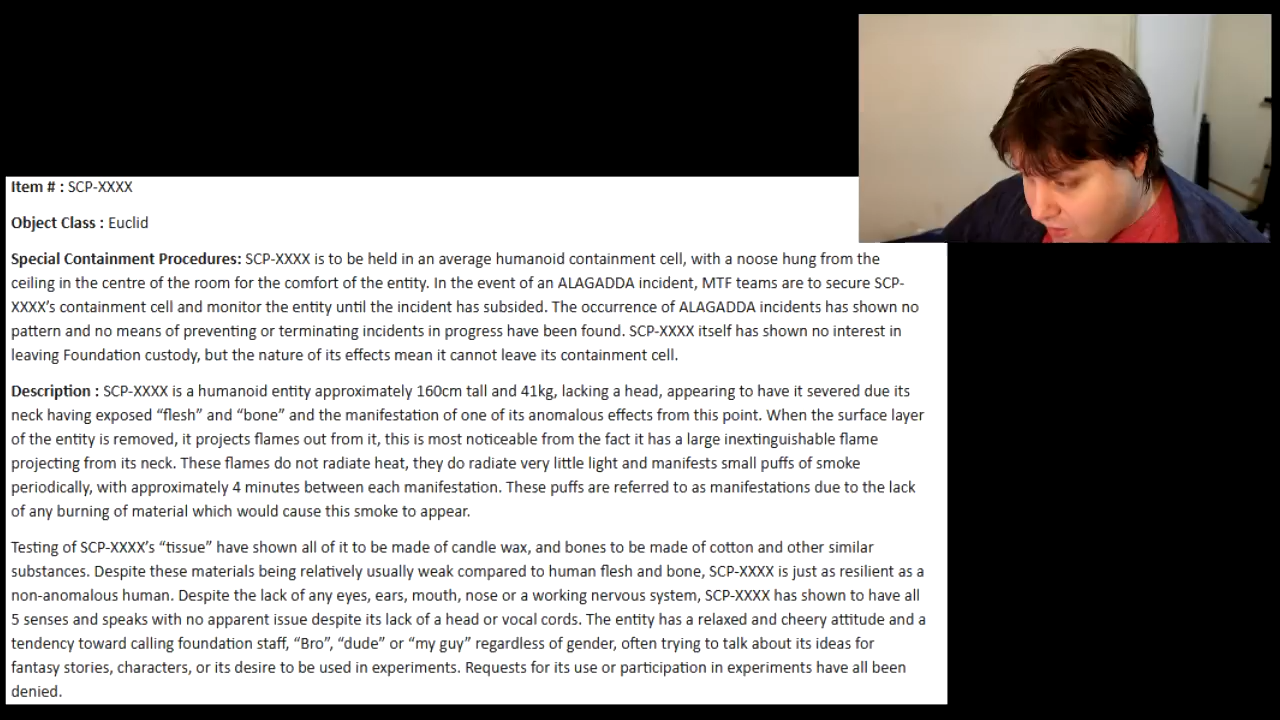 Item # : SCP-XXXX
Object Class : Euclid
Special Containment Procedures: SCP-XXXX is to be held in an average humanoid containment cell, with a noose hung from the
ceiling in the centre of the room for the comfort of the entity. In the event of an ALAGADDA incident, MTF teams are to secure SCP-
XXXX's containment cell and monitor the entity until the incident has subsided. The occurrence of ALAGADDA incidents has shown no
pattern and no means of preventing or terminating incidents in progress have been found. SCP-XXXX itself has shown no interest in
leaving Foundation custody, but the nature of its effects mean it cannot leave its containment cell.
Description : SCP-XXXX is a humanoid entity approximately 160cm tall and 41kg, lacking a head, appearing to have it severed due its
neck having exposed “flesh” and “bone” and the manifestation of one of its anomalous effects from this point. When the surface layer
of the entity is removed, it projects flames out from it, this is most noticeable from the fact it has a large inextinguishable flame
projecting from its neck. These flames do not radiate heat, they do radiate very little light and manifests small puffs of smoke
periodically, with approximately 4 minutes between each manifestation. These puffs are referred to as manifestations due to the lack
of any burning of material which would cause this smoke to appear.
Testing of SCP-XXXX's “tissue” have shown all of it to be made of candle wax, and bones to be made of cotton and other similar
substances. Despite these materials being relatively usually weak compared to human flesh and bone, SCP-XXXX is just as resilient as a
non-anomalous human. Despite the lack of any eyes, ears, mouth, nose or a working nervous system, SCP-XXXX has shown to have all
5 senses and speaks with no apparent issue despite its lack of a head or vocal cords. The entity has a relaxed and cheery attitude and a
tendency toward calling foundation staff, “Bro”, “dude” or “my guy” regardless of gender, often trying to talk about its ideas for
fantasy stories, characters, or its desire to be used in experiments. Requests for its use or participation in experiments have all been
denied.